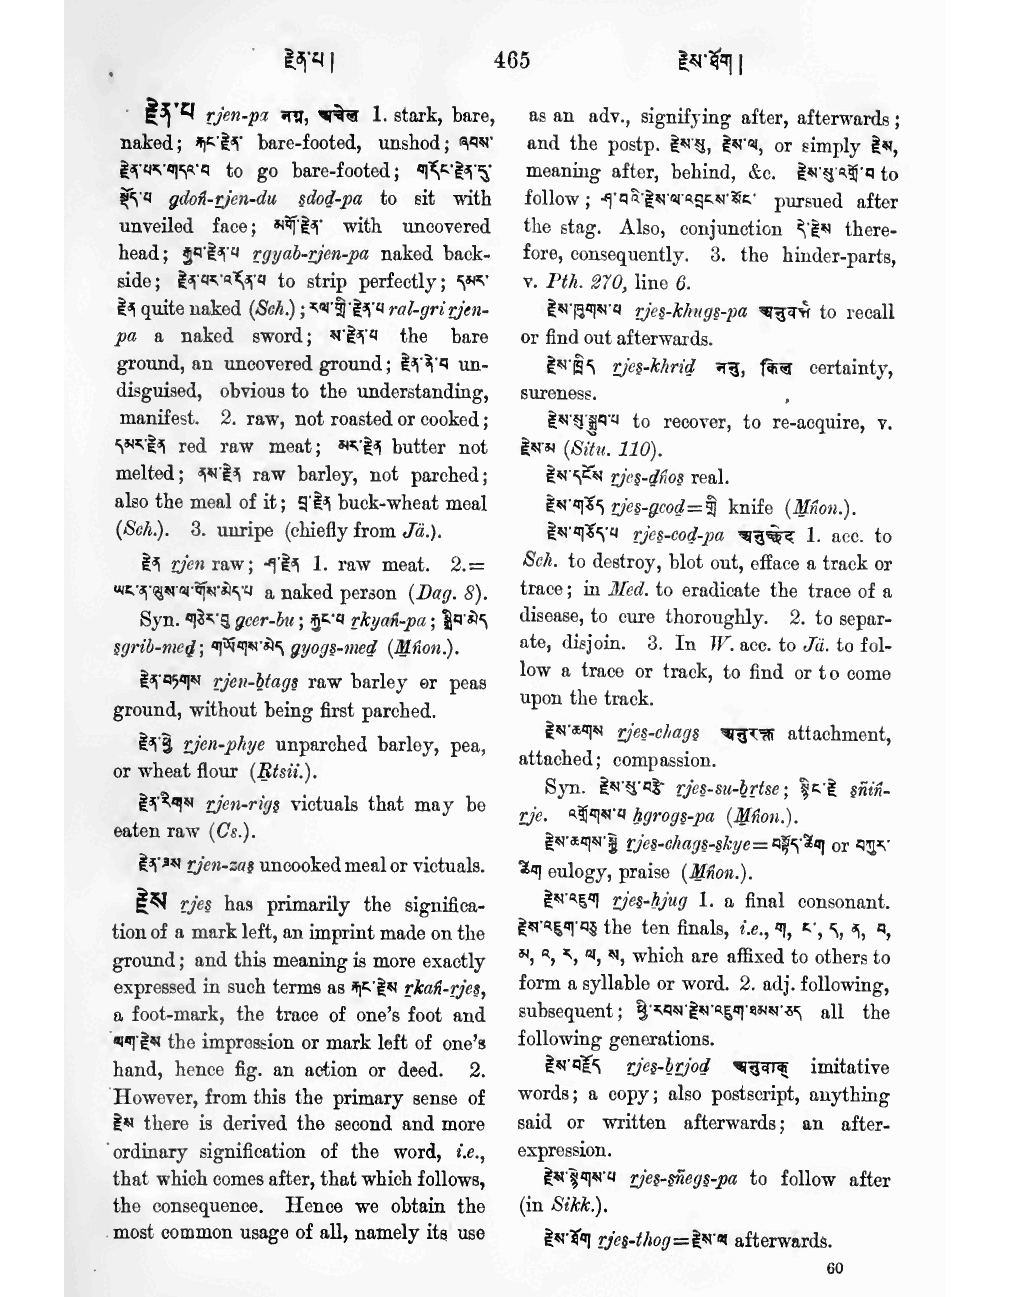 རྗེན་པ།
465
རྗེས་ཐོག།
རྗེན་པ rjen-pa नग्न, अचेल 1. stark, bare,
naked; རྐང་རྗེན་ bare-footed, unshod; འབས་
རྗེན་པར་གདའ་བ to go bare-footed; གདོང་རྗེན་དུ་
སྡོད་པ gdoṅ-rjen-du sdod-pa to sit with
unveiled face; མགོ་རྗེན་ with uncovered
head; རྒྱབ་རྗེན་པ rgyab-rjen-pa naked back-
side; རྗེན་པར་འདོན་པ to strip perfectly; དམར་
རྗེན quite naked (Sch.); རལ་གྲི་རྗེན་པ ral-gri rjen-
pa a naked sword; ས་རྗེན་པ the bare
ground, an uncovered ground; རྗེན་ནེ་བ un-
disguised, obvious to the understanding,
manifest. 2. raw, not roasted or cooked;
དམར་རྗེན red raw meat; མར་རྗེན butter not
melted; ནས་རྗེན raw barley, not parched;
also the meal of it; བྲ་རྗེན buck-wheat meal
(Sch.). 3. unripe (chiefly from Jä.).
རྗེན rjen raw; ཤ་རྗེན 1. raw meat. 2.=
ཡང་ན་ལུས་ལ་གོས་མེད་པ a naked person (Dag. 8).
Syn. གཅེར་བུ gcer-bu; རྐྱང་པ rkyaṅ-pa; སྒྲིབ་མེད
sgrib-med; གཡོགས་མེད gyogs-med (Mṅon.).
རྗེན་བཏགས rjen-btags raw barley or peas
ground, without being first parched.
རྗེན་ཕྱེ rjen-phye unparched barley, pea,
or wheat flour (Rtsii.).
རྗེན་རིགས rjen-rigs victuals that may be
eaten raw (Cs.).
རྗེན་ཟས rjen-zas uncooked meal or victuals.
རྗེས rjes has primarily the significa-
tion of a mark left, an imprint made on the
ground; and this meaning is more exactly
expressed in such terms as རྐང་རྗེས rkaṅ-rjes,
a foot-mark, the trace of one's foot and
ལག་རྗེས the impression or mark left of one's
hand, hence fig. an action or deed. 2.
However, from this the primary sense of
རྗེས there is derived the second and more
ordinary signification of the word, i.e.,
that which comes after, that which follows,
the consequence. Hence we obtain the
most common usage of all, namely its use
as an adv., signifying after, afterwards;
and the postp. རྗེས་སུ, རྗེས་ལ, or simply རྗེས,
meaning after, behind, &c. རྗེས་སུ་འགྲོ་བ to
follow; ཤ་བའི་རྗེས་ལ་འབྲངས་སོང་ pursued after
the stag. Also, conjunction དེ་རྗེས there-
fore, consequently. 3. the hinder-parts,
v. Pth. 270, line 6.
རྗེས་ཁུགས་པ rjes-khugs-pa अनुवर्त्त to recall
or find out afterwards.
རྗེས་ཁྲིད rjes-khrid ननु, किल certainty,
sureness.
རྗེས་སུ་སླུབ་པ to recover, to re-acquire, v.
རྗེས་མ (Situ. 110).
རྗེས་དངོས rjes-dṅos real.
རྗེས་གཅོད rjes-gcod=གྲི knife (Mṅon.).
རྗེས་གཅོད་པ rjes-cod-pa अनुच्छेद 1. acc. to
Sch. to destroy, blot out, efface a track or
trace; in Med. to eradicate the trace of a
disease, to cure thoroughly. 2. to separ-
ate, disjoin. 3. In W. acc. to Jä. to fol-
low a trace or track, to find or to come
upon the track.
རྗེས་ཆགས rjes-chags अनुरक्त attachment,
attached; compassion.
Syn. རྗེས་སུ་བརྩེ rjes-su-brtse; སྙིང་རྗེ sñiṅ-
rje. འགྲོགས་པ hgrogs-pa (Mṅon.).
རྗེས་ཆགས་སྐྱེ rjes-chags-skye=བསྟོད་ཚིག or བཀུར་
ཚིག eulogy, praise (Mṅon.).
རྗེས་འཇུག rjes-hjug 1. a final consonant.
རྗེས་འཇུག་བཅུ the ten finals, i.e., ག, ང་, ད, ན, བ,
མ, འ, ར, ལ, ས, which are affixed to others to
form a syllable or word. 2. adj. following,
subsequent; ཕྱི་རབས་རྗེས་འཇུག་ཐམས་ཅད all the
following generations.
རྗེས་བརྗོད rjes-brjod अनुवाक् imitative
words; a copy; also postscript, anything
said or written afterwards; an after-
expression.
རྗེས་སྙེགས་པ rjes-sñegs-pa to follow after
(in Sikk.).
རྗེས་ཐོག rjes-thog=རྗེས་ལ afterwards.
60